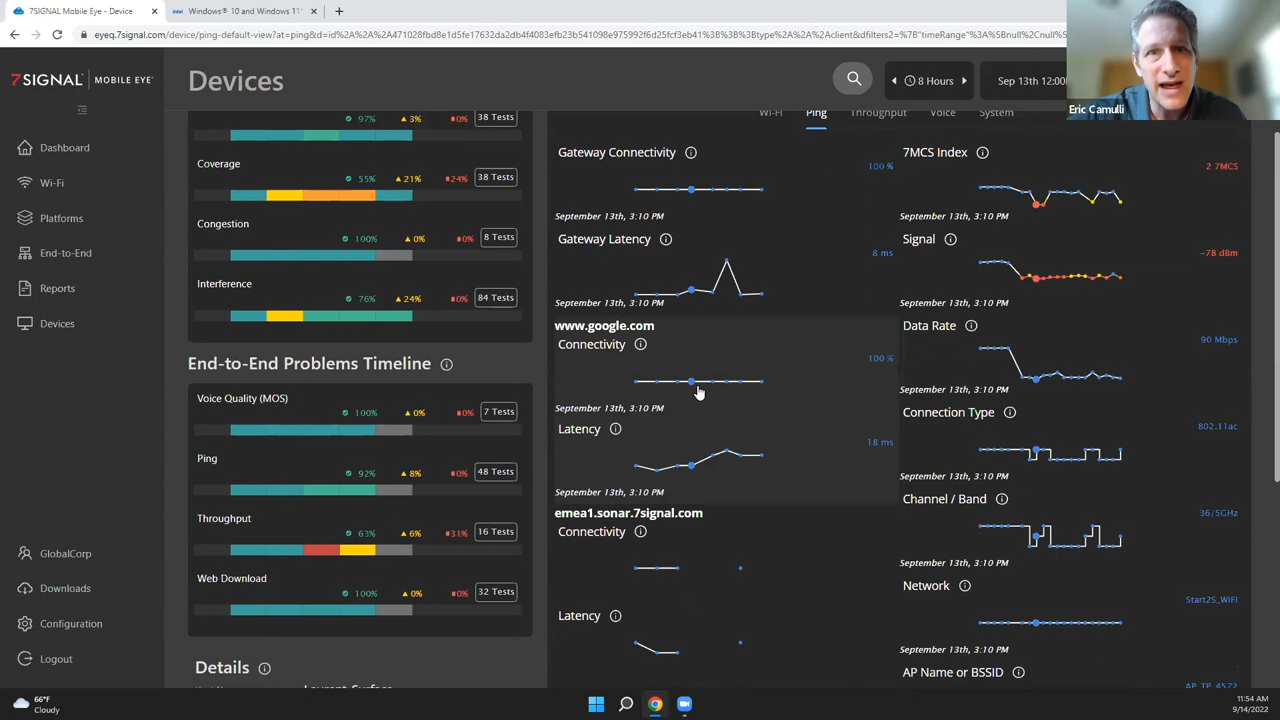 7SIGNAL Mobile Eye - Device
Windows® 10 and Windows 11*
eyeq.7signal.com/device/ping-default-view?at=ping&d=id%2A%2A%2A471028fbd8e1d5e17632da2db4f4083efb23b541098e975992f6d25fcf3eb41%3B%3B%3Btype%2A%2A%2Aclient&dfilters2=%7B"timeRange"%3A%5Bnull%2Cnull%
Eric Camulli
7SIGNAL | MOBILE EYE
Devices
8 Hours
Sep 13th 12:00
Dashboard
Wi-Fi
Platforms
End-to-End
Reports
Devices
GlobalCorp
Downloads
Configuration
Logout
97% 3% 0% 38 Tests
Coverage
55% 21% 24% 38 Tests
Congestion
100% 0% 0% 8 Tests
Interference
76% 24% 0% 84 Tests
End-to-End Problems Timeline
Voice Quality (MOS)
100% 0% 0% 7 Tests
Ping
92% 8% 0% 48 Tests
Throughput
63% 6% 31% 16 Tests
Web Download
100% 0% 0% 32 Tests
Details
Laurent-Surface
Wi-Fi Ping Throughput Voice System
Gateway Connectivity
100 %
September 13th, 3:10 PM
Gateway Latency
8 ms
September 13th, 3:10 PM
www.google.com
Connectivity
100 %
September 13th, 3:10 PM
Latency
18 ms
September 13th, 3:10 PM
emea1.sonar.7signal.com
Connectivity
Latency
7MCS Index
2 7MCS
September 13th, 3:10 PM
Signal
-78 dBm
September 13th, 3:10 PM
Data Rate
90 Mbps
September 13th, 3:10 PM
Connection Type
802.11ac
September 13th, 3:10 PM
Channel / Band
36/5GHz
September 13th, 3:10 PM
Network
Start2S_WiFI
September 13th, 3:10 PM
AP Name or BSSID
AP_TP_4572
66°F
Cloudy
11:54 AM
9/14/2022